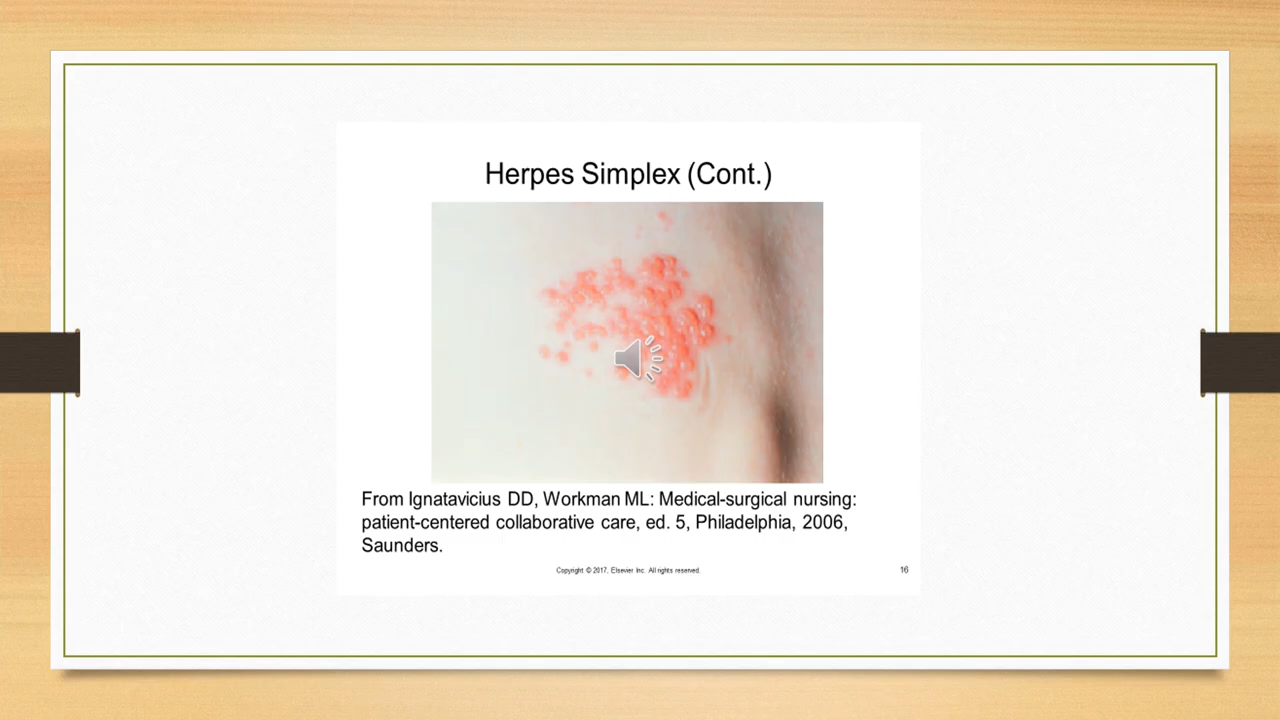 Herpes Simplex (Cont.)
From Ignatavicius DD, Workman ML: Medical-surgical nursing:
patient-centered collaborative care, ed. 5, Philadelphia, 2006,
Saunders.
Copyright © 2017, Elsevier Inc. All rights reserved.
16